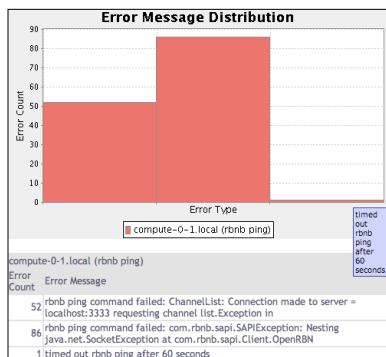 Error Message Distribution
90
80
70
60
50
40
30
20
10
0
Error Count
Error Type
compute-0-1.local (rbnb ping)
timed
out
rbnb
ping
after
60
seconds
compute-0-1.local (rbnb ping)
Error
Count
Error Message
52 rbnb ping command failed: ChannelList: Connection made to server =
localhost:3333 requesting channel list.Exception in
86 rbnb ping command failed: com.rbnb.sapi.SAPIException: Nesting
java.net.SocketException at com.rbnb.sapi.Client.OpenRBN
1 timed out rbnb ping after 60 seconds